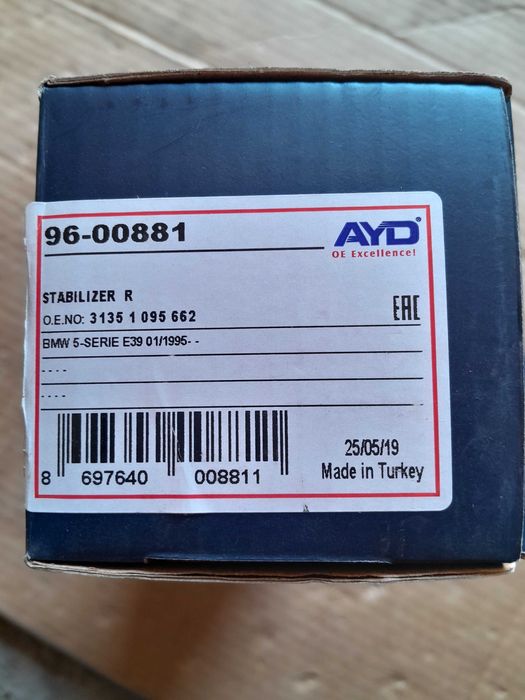 96-00881
AYD
OE Excellence!
STABILIZER R
O.E.NO: 3135 1 095 662
EAC
BMW 5-SERIE E39 01/1995- -
- - - -
- - - -
8 697640 008811
25/05/19
Made in Turkey